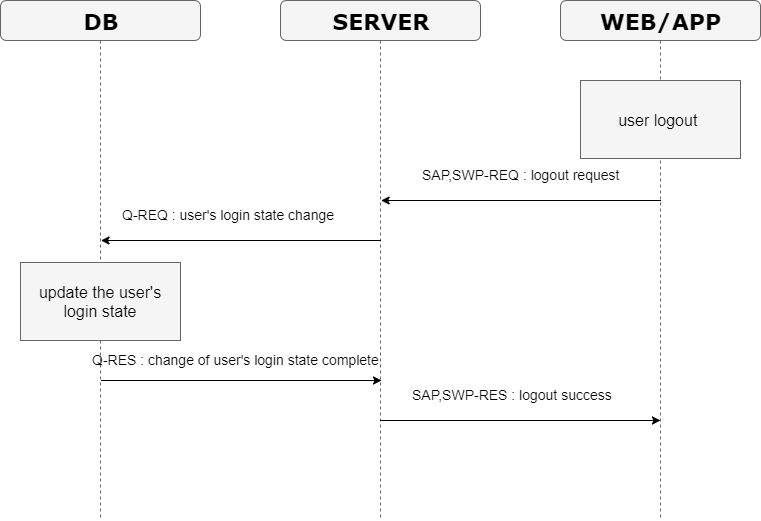 DB
SERVER
WEB/APP
user logout
SAP,SWP-REQ : logout request
Q-REQ : user's login state change
update the user's
login state
Q-RES : change of user's login state complete
SAP,SWP-RES : logout success